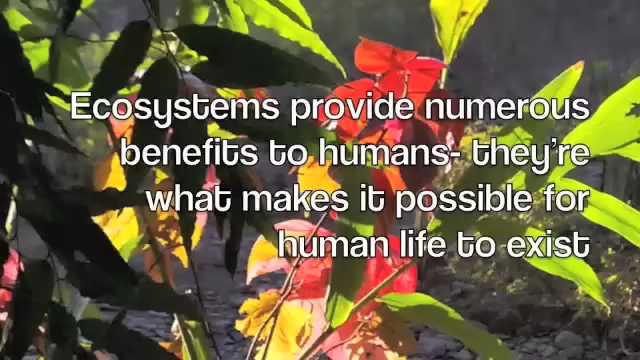 Ecosystems provide numerous
benefits to humans- they're
what makes it possible for
human life to exist